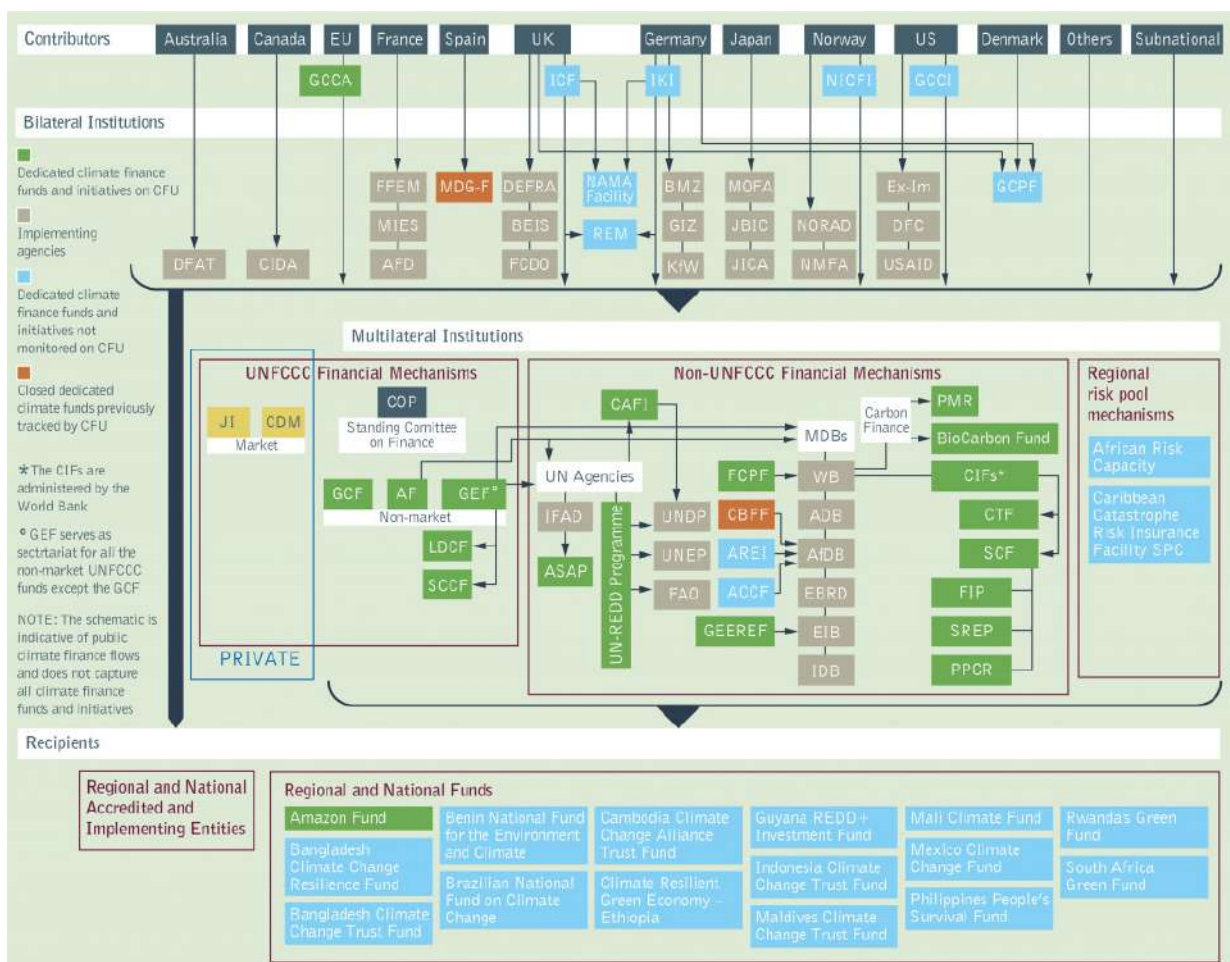 Contributors
Australia
Canada
EU
France
Spain
UK
Germany
Japan
Norway
US
Denmark
Others
Subnational
GCCA
ICF
IKI
NICFI
GCCI
Bilateral Institutions
Dedicated climate finance
funds and initiatives on CFU
Implementing
agencies
Dedicated climate
finance funds and
initiatives not
monitored on CFU
Closed dedicated
climate funds previously
tracked by CFU
* The CIFs are
administered by the
World Bank
° GEF serves as
sectrtariat for all the
non-market UNFCCC
funds except the GCF
NOTE: The schematic is
indicative of public
climate finance flows
and does not capture
all climate finance
funds and initiatives
DFAT
CIDA
FFEM
MIES
AFD
MDG-F
DEFRA
BEIS
FCDO
NAMA
Facility
REM
BMZ
GIZ
KfW
MOFA
JBIC
JICA
NORAD
NMFA
Ex-Im
DFC
USAID
GCPF
Multilateral Institutions
UNFCCC Financial Mechanisms
JI
CDM
Market
COP
Standing Comittee
on Finance
GCF
AF
GEF°
Non-market
LDCF
SCCF
PRIVATE
Non-UNFCCC Financial Mechanisms
CAFI
UN Agencies
IFAD
ASAP
UN-REDD Programme
UNDP
UNEP
FAO
FCPF
CBFF
AREI
ACCF
GEEREF
MDBs
WB
ADB
AfDB
EBRD
EIB
IDB
Carbon
Finance
PMR
BioCarbon Fund
CIFs*
CTF
SCF
FIP
SREP
PPCR
Regional
risk pool
mechanisms
African Risk
Capacity
Caribbean
Catastrophe
Risk Insurance
Facility SPC
Recipients
Regional and National
Accredited and
Implementing Entities
Regional and National Funds
Amazon Fund
Bangladesh
Climate Change
Resilience Fund
Bangladesh Climate
Change Trust Fund
Benin National Fund
for the Environment
and Climate
Brazilian National
Fund on Climate
Change
Cambodia Climate
Change Alliance
Trust Fund
Climate Resilient
Green Economy –
Ethiopia
Guyana REDD+
Investment Fund
Indonesia Climate
Change Trust Fund
Maldives Climate
Change Trust Fund
Mali Climate Fund
Mexico Climate
Change Fund
Philippines People's
Survival Fund
Rwanda's Green
Fund
South Africa
Green Fund